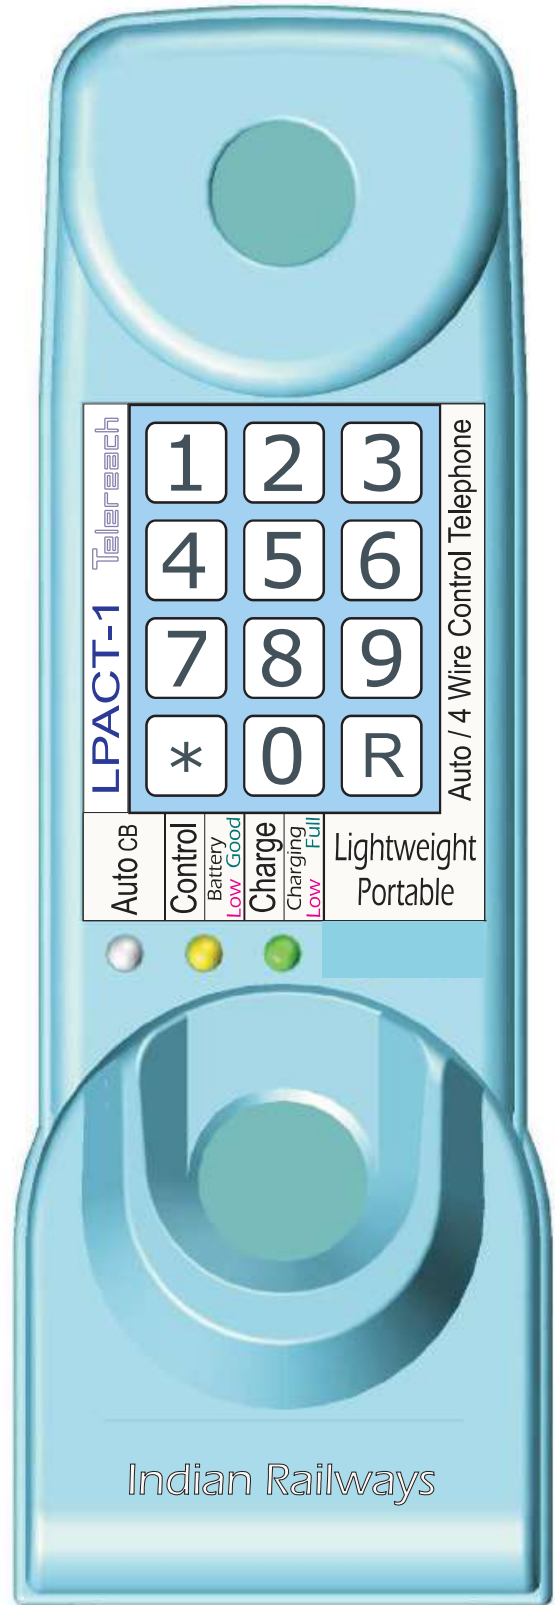 Telereach
LPACT-1
1 2 3
4 5 6
7 8 9
* 0 R
Auto / 4 Wire Control Telephone
Auto CB
Control
Battery
Low Good
Charge
Charging
Low Full
Lightweight
Portable
Indian Railways